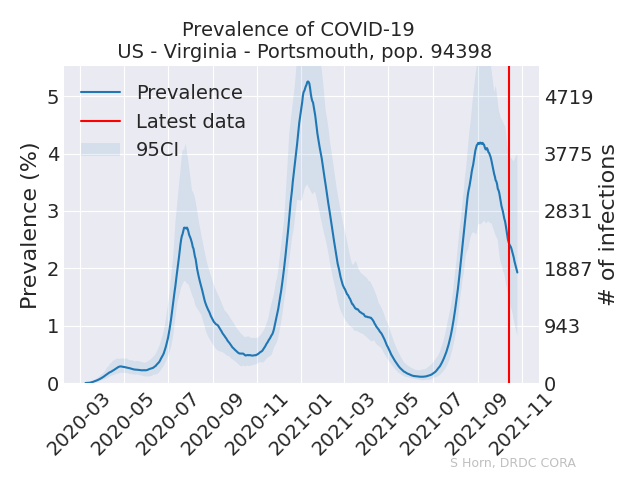 Prevalence of COVID-19
US - Virginia - Portsmouth, pop. 94398
Prevalence
Latest data
95CI
Prevalence (%)
5
4
3
2
1
0
4719
3775
2831
1887
943
0
# of infections
2020-03
2020-05
2020-07
2020-09
2020-11
2021-01
2021-03
2021-05
2021-07
2021-09
2021-11
S Horn, DRDC CORA